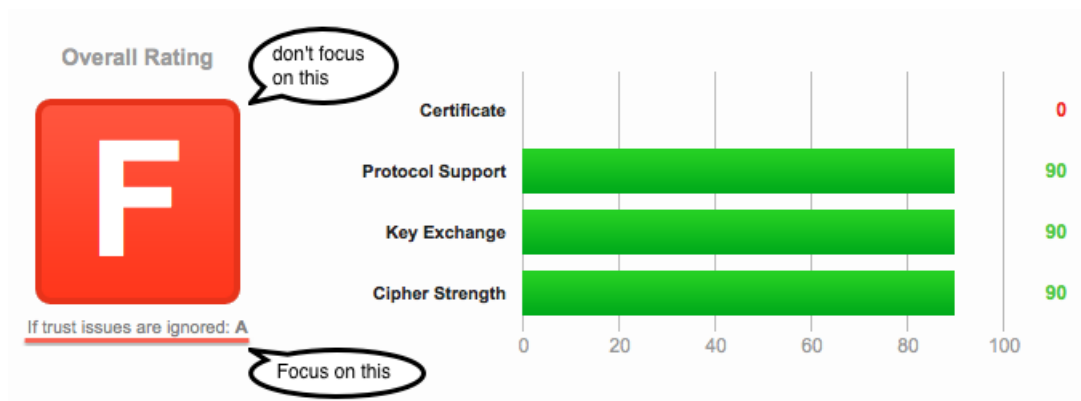 Overall Rating
don't focus
on this
F
If trust issues are ignored: A
Focus on this
Certificate 0
Protocol Support 90
Key Exchange 90
Cipher Strength 90
0 20 40 60 80 100